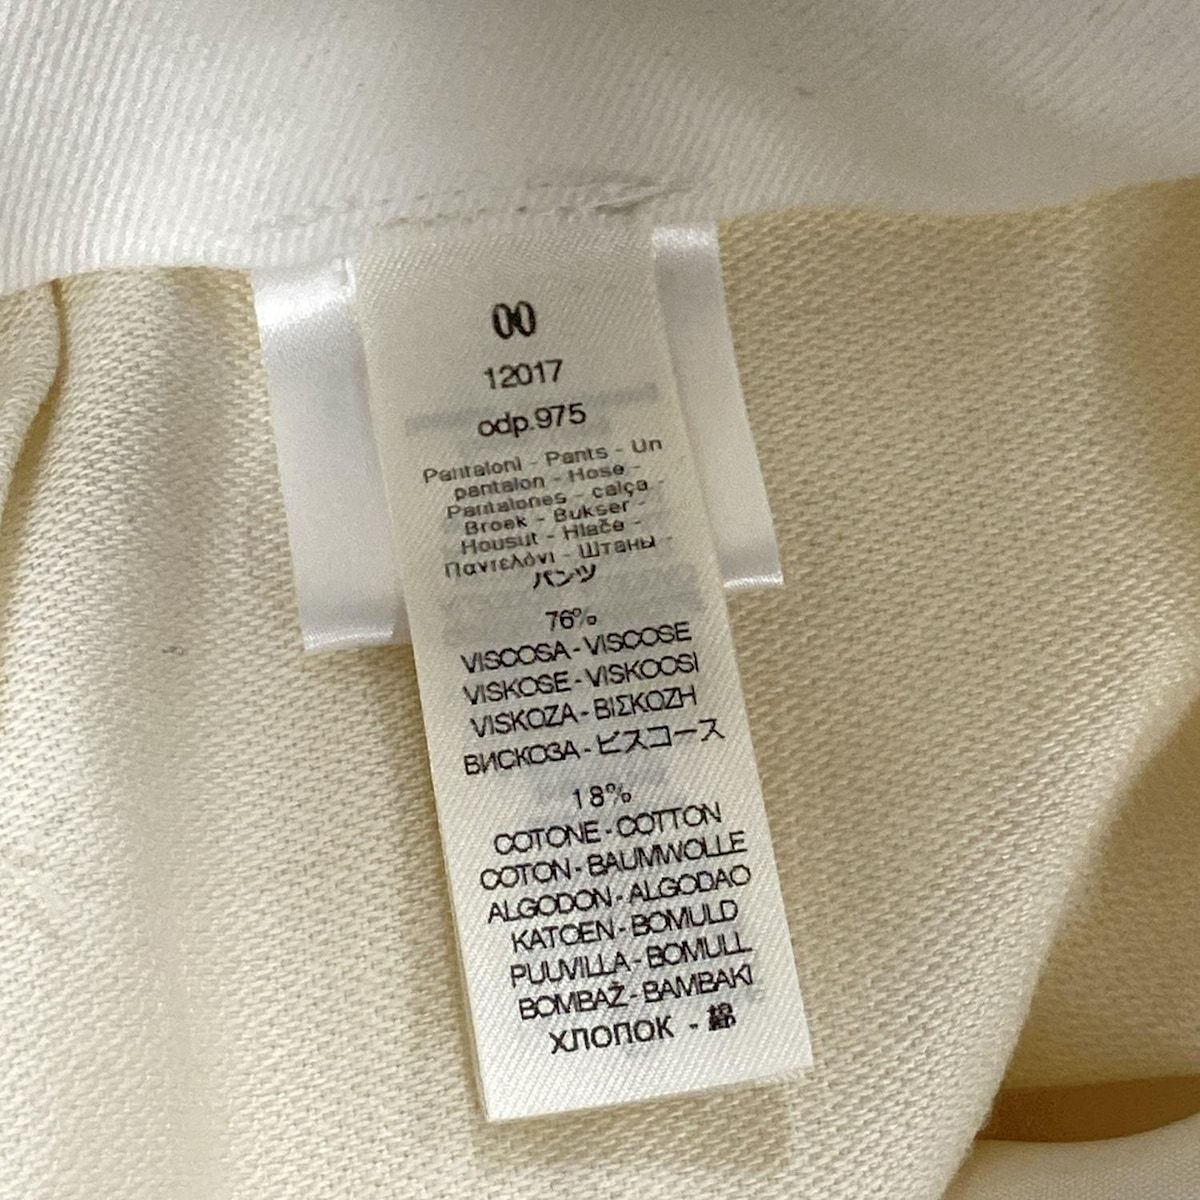 00
12017
odp.975
Pantaloni - Pants - Un
pantalon - Hose -
Pantalones - calça -
Broek - Bukser -
Housut - Hlače -
Παντελόνι - Штаны -
パンツ
76%
VISCOSA - VISCOSE
VISKOSE - VISKOOSI
VISKOZA - ΒΙΣΚΟΖΗ
ВИСКОЗА - ビスコース
18%
COTONE - COTTON
COTON - BAUMWOLLE
ALGODON - ALGODAO
KATOEN - BOMULD
PUUVILLA - BOMULL
BOMBAŽ - BAMBAKI
ХЛОПОК - 綿